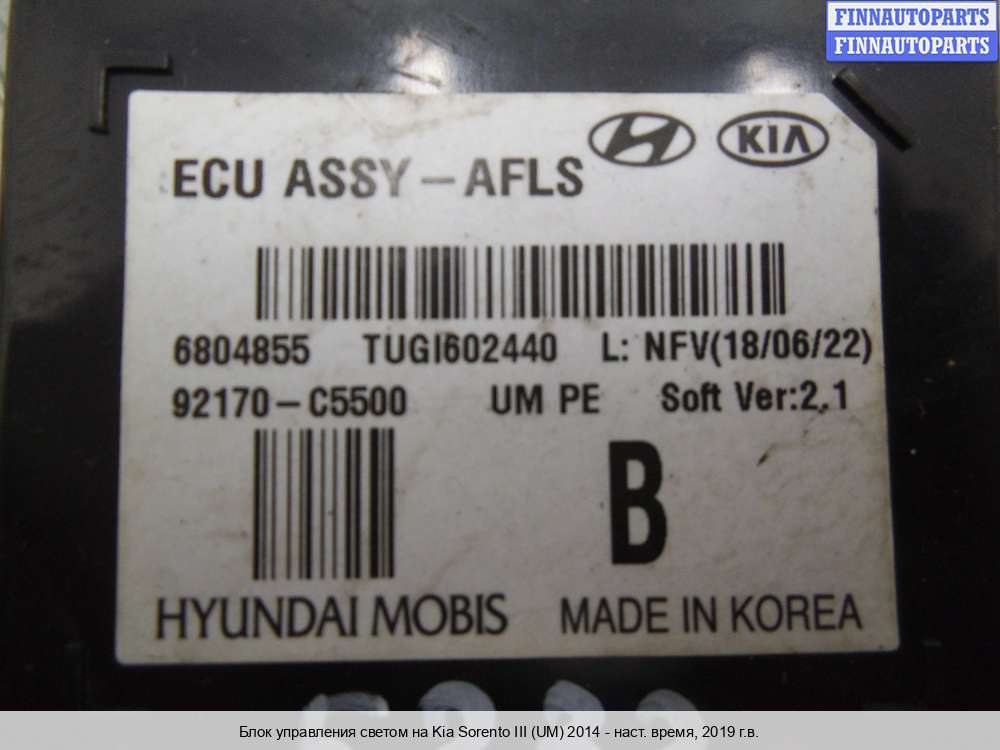 FINNAUTOPARTS
FINNAUTOPARTS
KIA
ECU ASSY-AFLS
6804855 TUGI602440 L: NFV(18/06/22)
92170-C5500 UM PE Soft Ver:2.1
B
HYUNDAI MOBIS MADE IN KOREA
Блок управления светом на Kia Sorento III (UM) 2014 - наст. время, 2019 г.в.